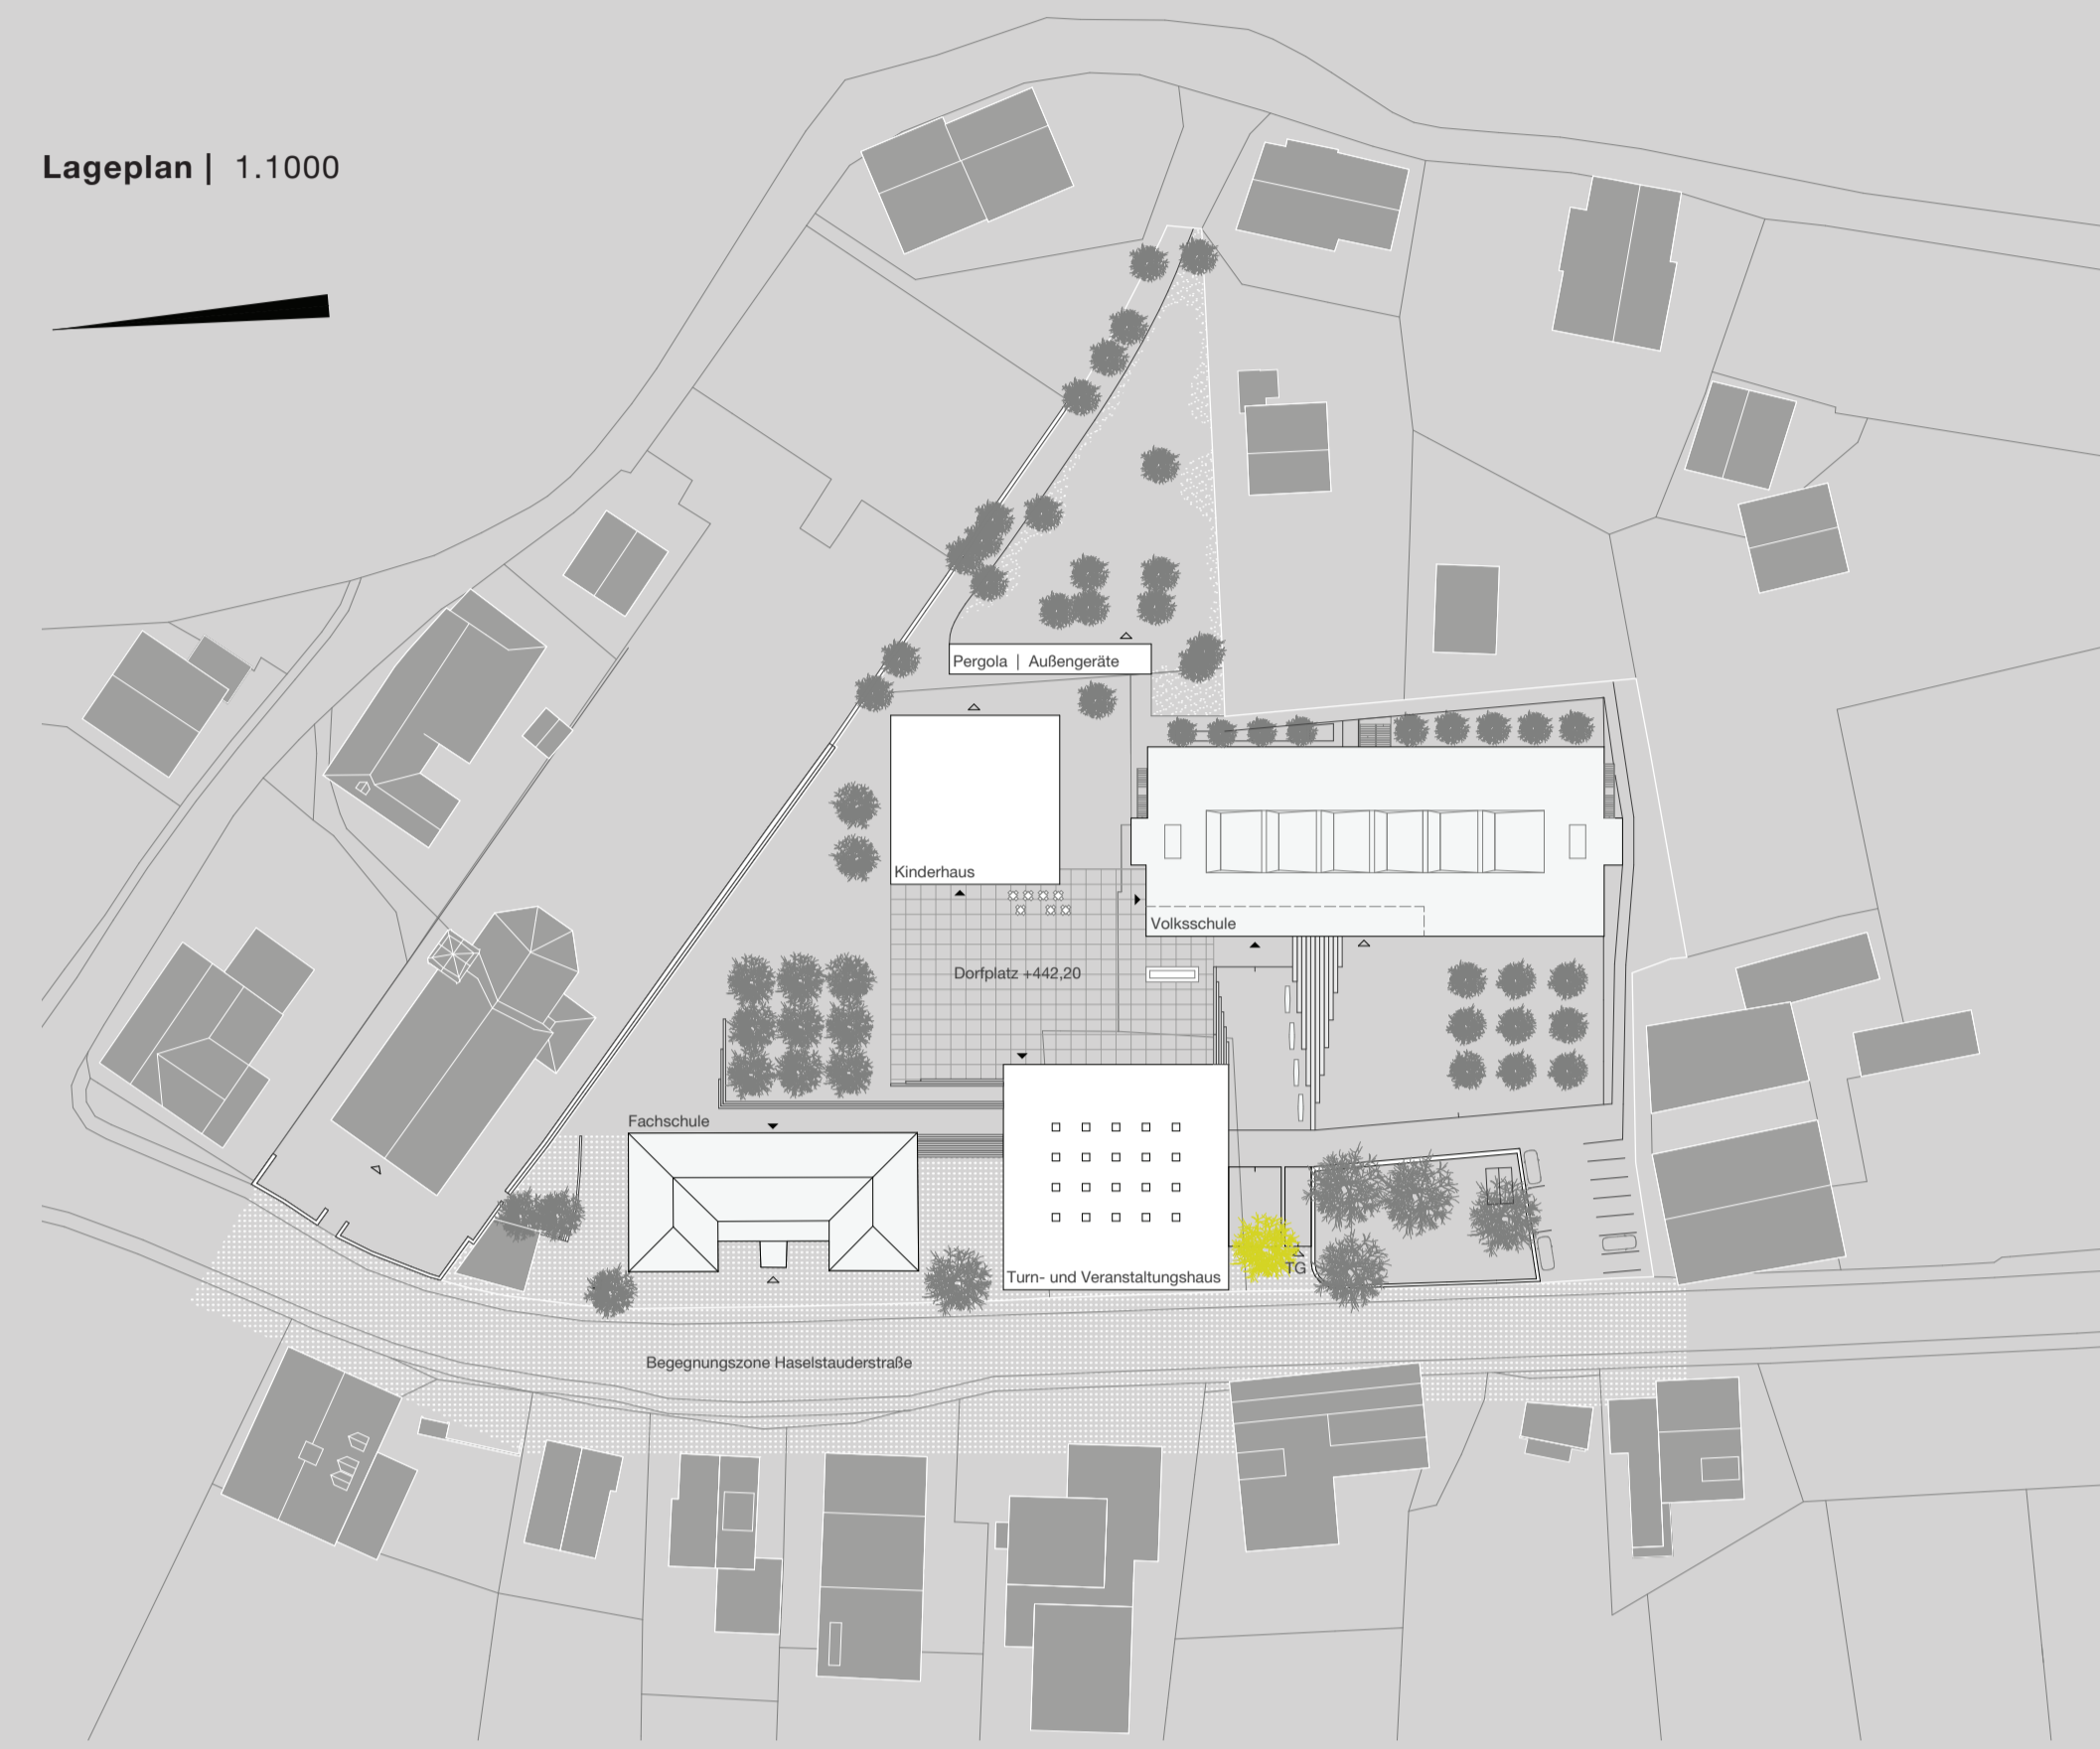 Lageplan | 1.1000
Pergola | Außengeräte
Kinderhaus
Volksschule
Dorfplatz +442,20
Fachschule
TG
Turn- und Veranstaltungshaus
Begegnungszone Haselstauderstraße